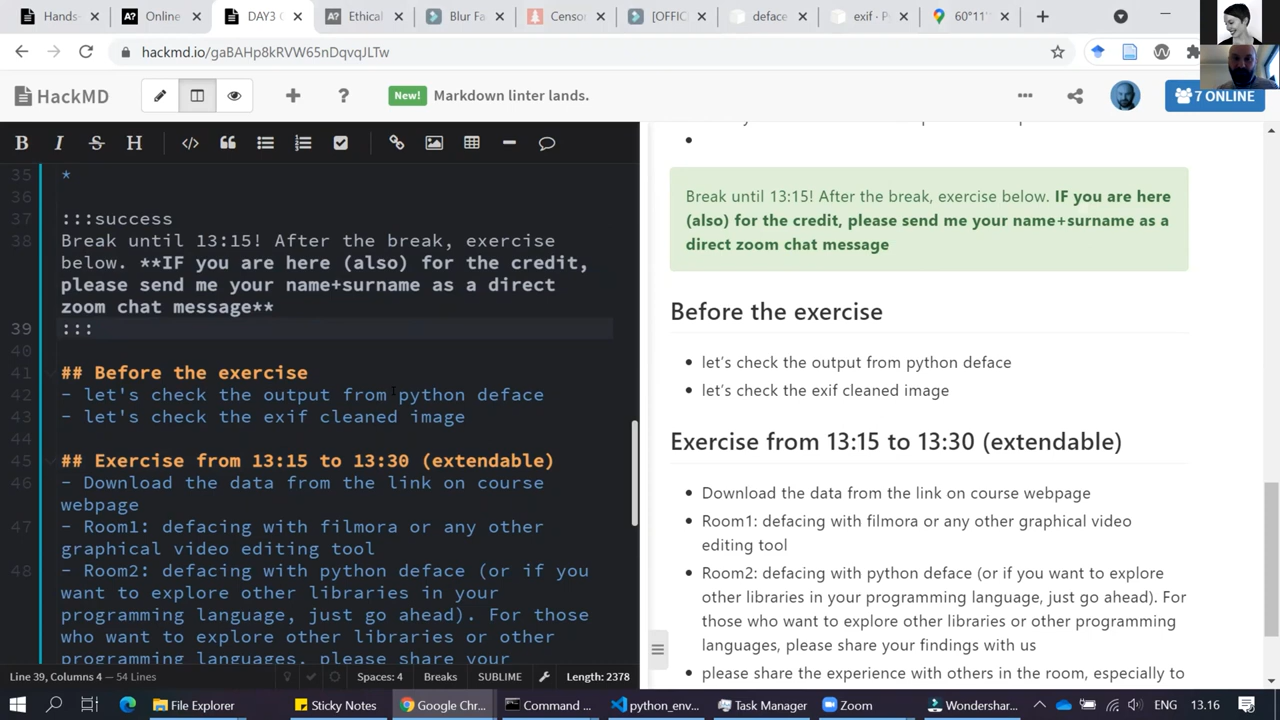 Hands-
Online
DAY3 (
Ethical
Blur Fa
Censo
[OFFIC
deface
exif · P
60°11'
hackmd.io/gaBAHp8kRVW65nDqvqJLTw
HackMD
New! Markdown linter lands.
7 ONLINE
35 *
36
37 :::success
38 Break until 13:15! After the break, exercise
below. **IF you are here (also) for the credit,
please send me your name+surname as a direct
zoom chat message**
39 :::
40
41 ## Before the exercise
42 - let's check the output from python deface
43 - let's check the exif cleaned image
44
45 ## Exercise from 13:15 to 13:30 (extendable)
46 - Download the data from the link on course
webpage
47 - Room1: defacing with filmora or any other
graphical video editing tool
48 - Room2: defacing with python deface (or if you
want to explore other libraries in your
programming language, just go ahead). For those
who want to explore other libraries or other
programming languages, please share your
Line 39, Columns 4 — 54 Lines
Spaces: 4
Breaks
SUBLIME
Length: 2378
Break until 13:15! After the break, exercise below. IF you are here
(also) for the credit, please send me your name+surname as a
direct zoom chat message
Before the exercise
• let's check the output from python deface
• let's check the exif cleaned image
Exercise from 13:15 to 13:30 (extendable)
• Download the data from the link on course webpage
• Room1: defacing with filmora or any other graphical video
editing tool
• Room2: defacing with python deface (or if you want to explore
other libraries in your programming language, just go ahead). For
those who want to explore other libraries or other programming
languages, please share your findings with us
• please share the experience with others in the room, especially to
File Explorer
Sticky Notes
Google Chr...
Command ...
python_env...
Task Manager
Zoom
Wondershar...
13.16